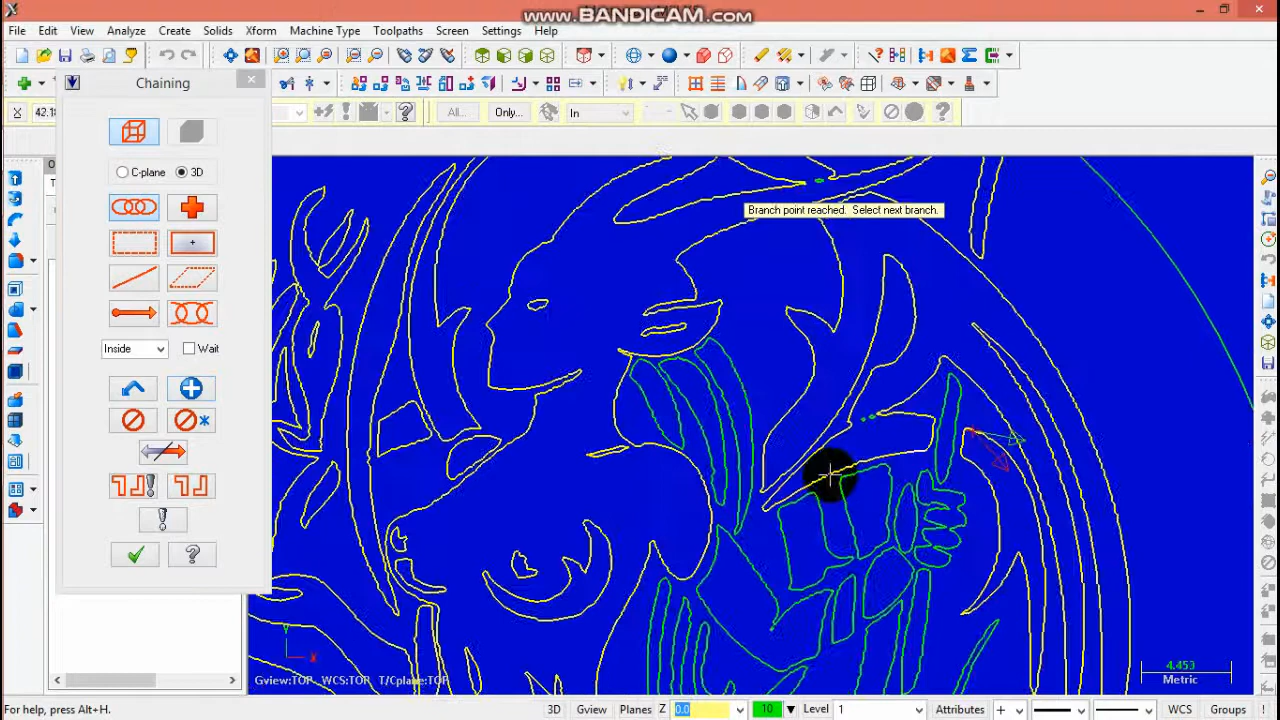 www.BANDICAM.com
File Edit View Analyze Create Solids Xform Machine Type Toolpaths Screen Settings Help
Chaining
X 42.18
All... Only... In
C-plane 3D
Branch point reached. Select next branch.
Inside Wait
4.453
Metric
Gview:TOP WCS:TOP T/Cplane:TOP
For help, press Alt+H. 3D Gview Planes Z 0.0 10 Level 1 Attributes WCS Groups